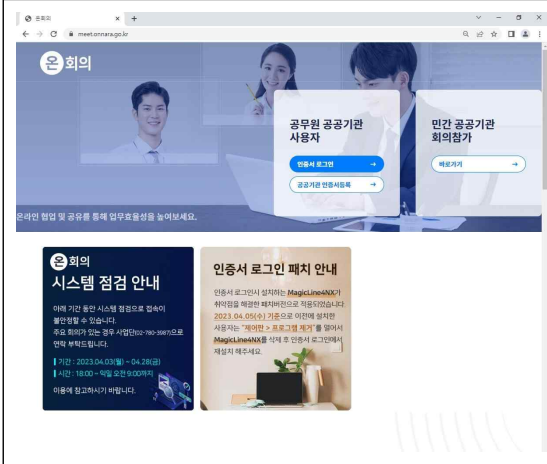 온회의
meet.onnara.go.kr
온 회의
공무원 공공기관
사용자
인증서 로그인 →
공공기관 인증서등록 →
민간 공공기관
회의참가
바로가기 →
온라인 협업 및 공유를 통해 업무효율성을 높여보세요.
온 회의
시스템 점검 안내
아래 기간 동안 시스템 점검으로 접속이
불안정할 수 있습니다.
주요 회의가 있는 경우 사업단(02-780-3987)으로
연락 부탁드립니다.
기간 : 2023.04.03(월) ~ 04.28(금)
시간 : 18:00 ~ 익일 오전 9:00까지
이용에 참고하시기 바랍니다.
인증서 로그인 패치 안내
인증서 로그인시 설치하는 MagicLine4NX가
취약점을 해결한 패치버전으로 적용되었습니다.
2023.04.05(수) 기준으로 이전에 설치한
사용자는 "제어판 > 프로그램 제거"를 열어서
MagicLine4NX를 삭제 후 인증서 로그인에서
재설치 해주세요.